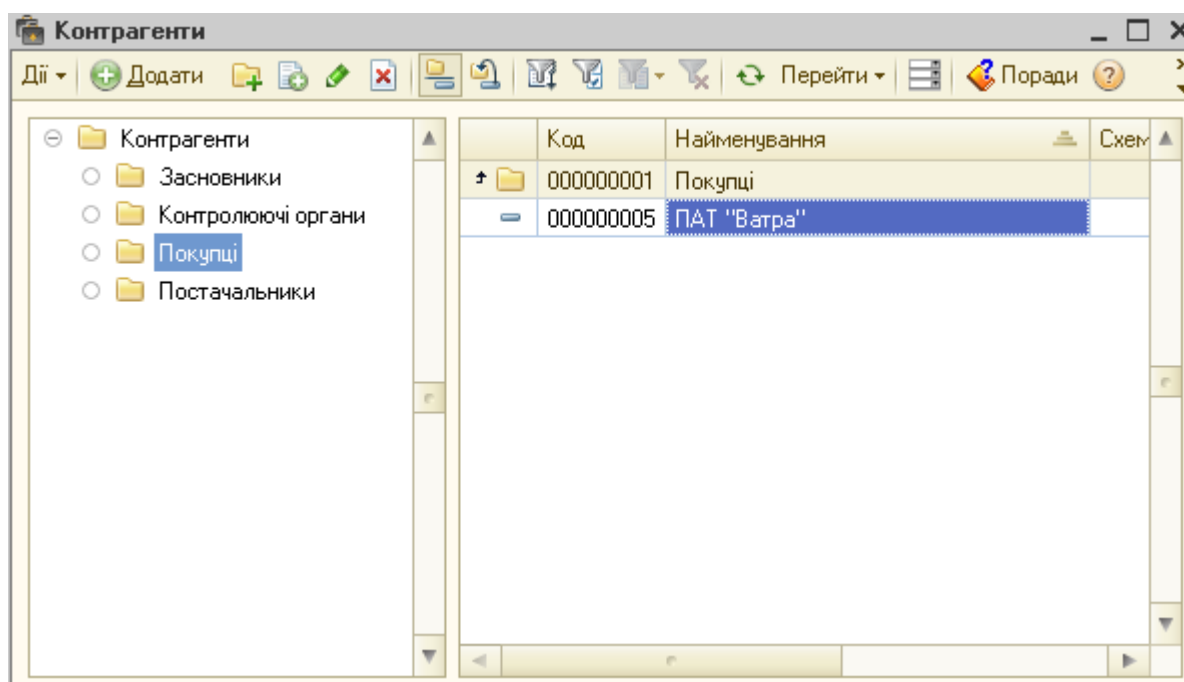 Контрагенти
Дії Додати Перейти Поради
Контрагенти
Засновники
Контролюючі органи
Покупці
Постачальники
Код Найменування Схем
000000001 Покупці
000000005 ПАТ "Ватра"